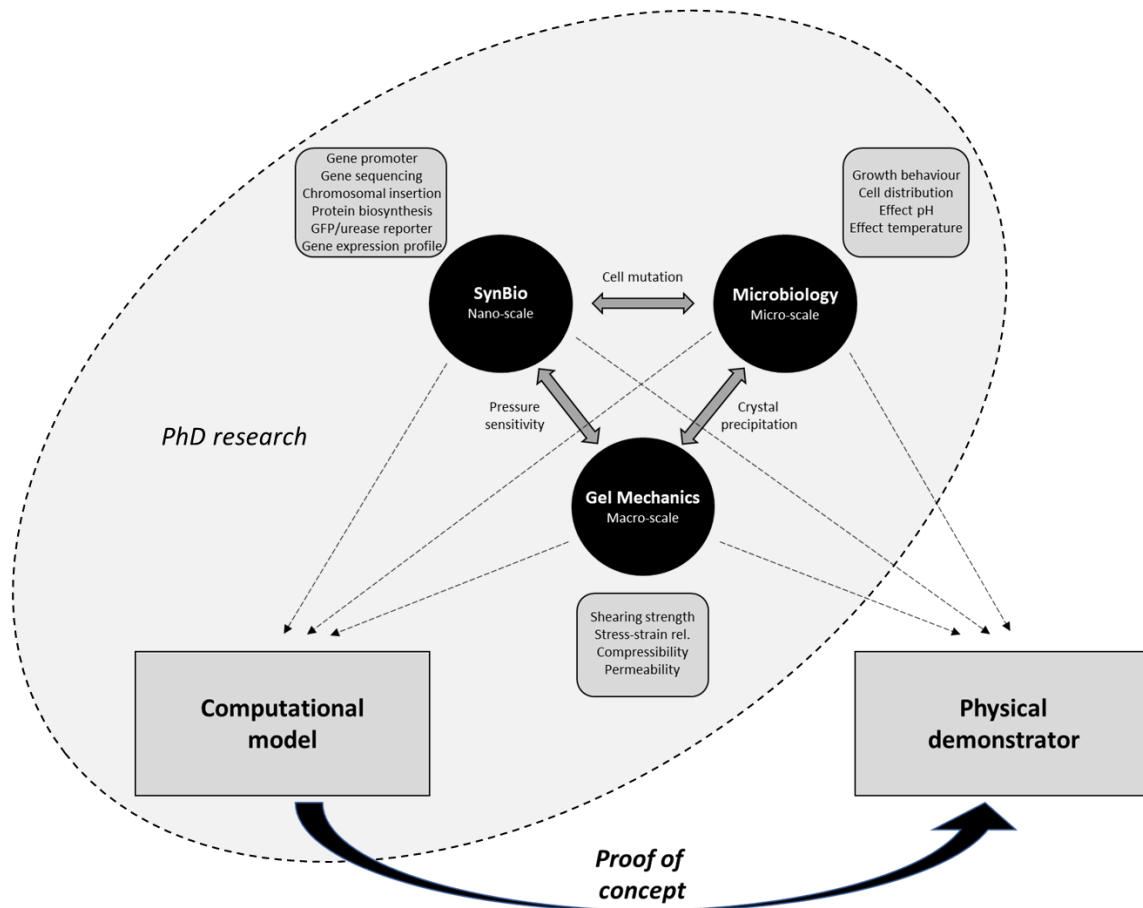 Gene promoter
Gene sequencing
Chromosomal insertion
Protein biosynthesis
GFP/urease reporter
Gene expression profile
Growth behaviour
Cell distribution
Effect pH
Effect temperature
SynBio
Nano-scale
Cell mutation
Microbiology
Micro-scale
Pressure
sensitivity
Crystal
precipitation
PhD research
Gel Mechanics
Macro-scale
Shearing strength
Stress-strain rel.
Compressibility
Permeability
Computational
model
Physical
demonstrator
Proof of
concept